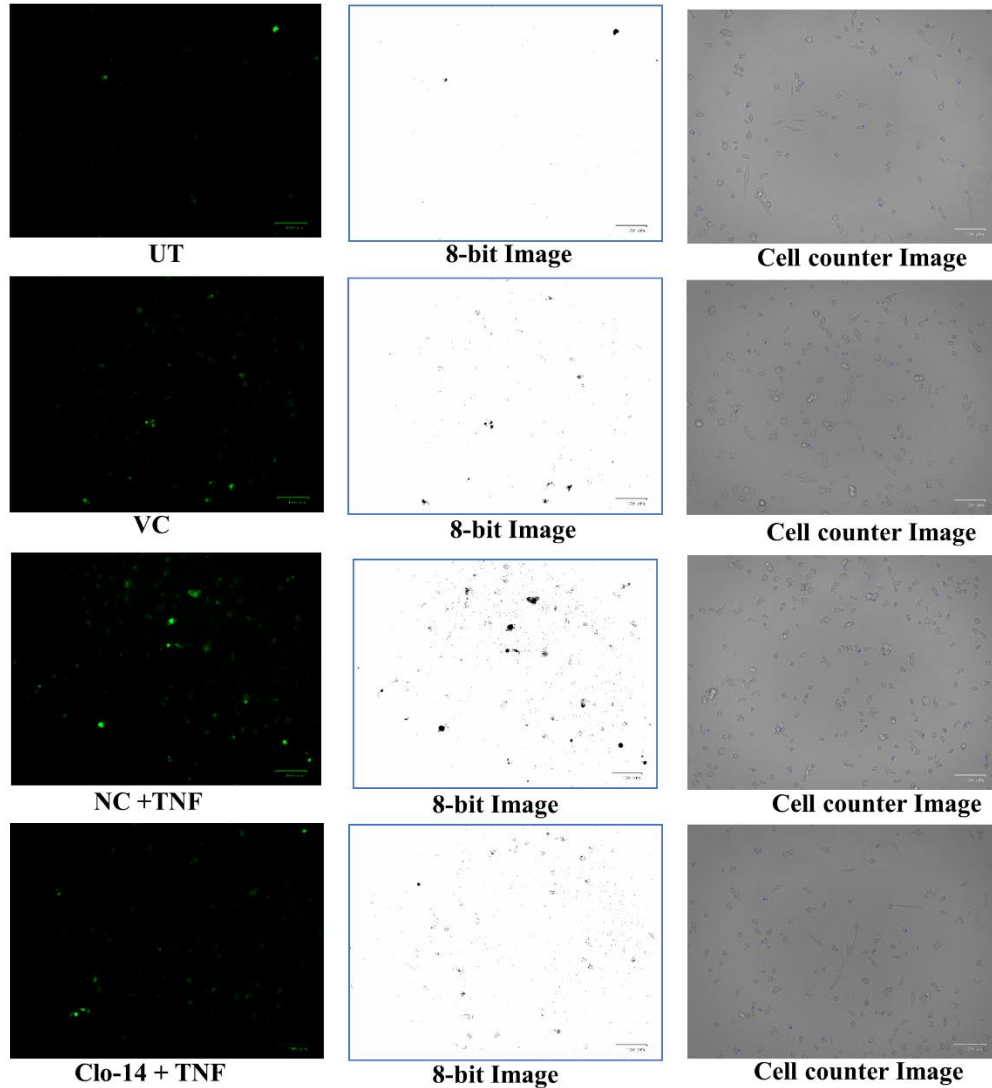 UT
8-bit Image
Cell counter Image
VC
8-bit Image
Cell counter Image
NC +TNF
8-bit Image
Cell counter Image
Clo-14 + TNF
8-bit Image
Cell counter Image